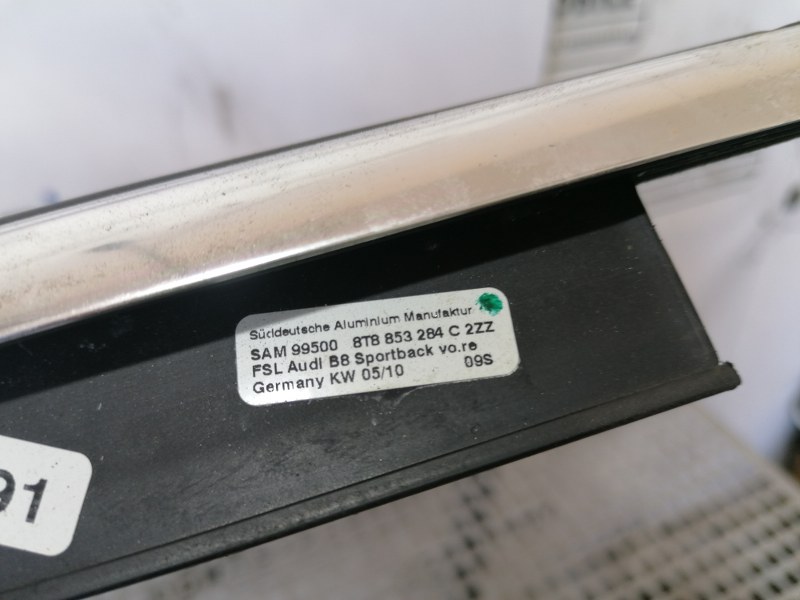 Süddeutsche Aluminium Manufaktur
SAM 99500 8T8 853 284 C 2ZZ
FSL Audi B8 Sportback vo.re
Germany KW 05/10 09S
91